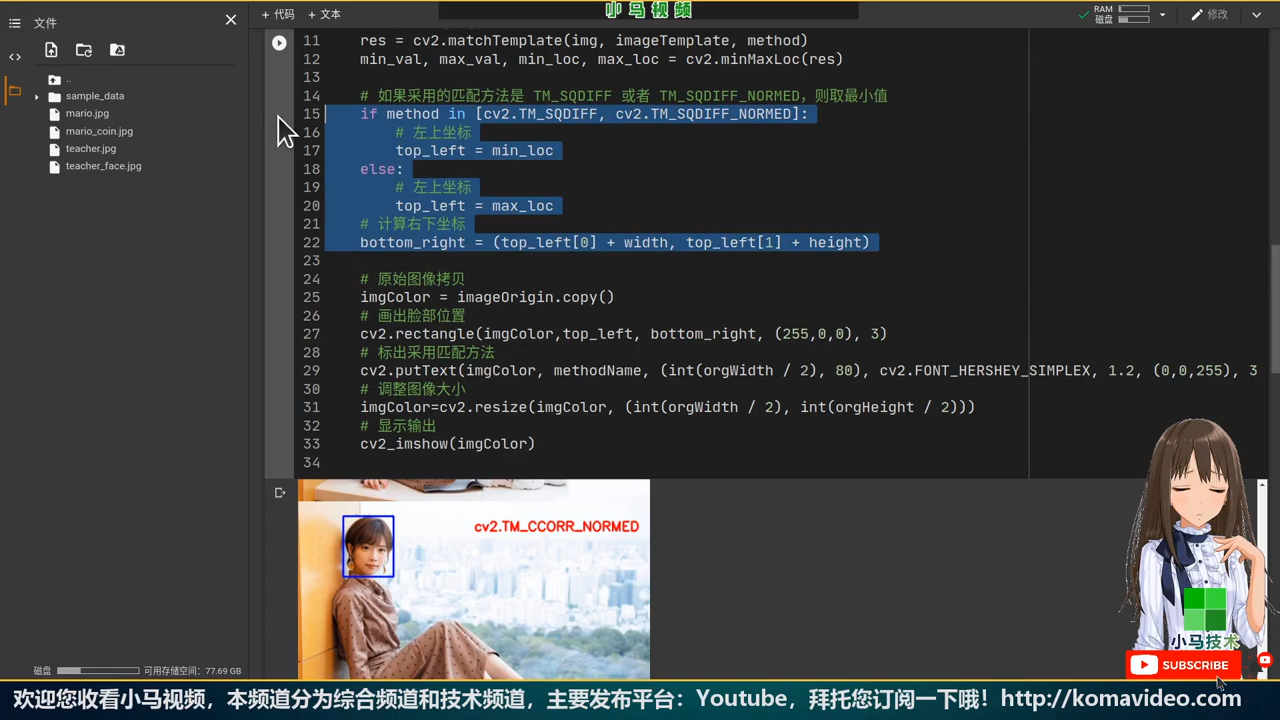 小马视频
文件
+ 代码 + 文本
RAM
磁盘
修改
..
sample_data
mario.jpg
mario_coin.jpg
teacher.jpg
teacher_face.jpg
11 res = cv2.matchTemplate(img, imageTemplate, method)
12 min_val, max_val, min_loc, max_loc = cv2.minMaxLoc(res)
13
14 # 如果采用的匹配方法是 TM_SQDIFF 或者 TM_SQDIFF_NORMED，则取最小值
15 if method in [cv2.TM_SQDIFF, cv2.TM_SQDIFF_NORMED]:
16 # 左上坐标
17 top_left = min_loc
18 else:
19 # 左上坐标
20 top_left = max_loc
21 # 计算右下坐标
22 bottom_right = (top_left[0] + width, top_left[1] + height)
23
24 # 原始图像拷贝
25 imgColor = imageOrigin.copy()
26 # 画出脸部位置
27 cv2.rectangle(imgColor,top_left, bottom_right, (255,0,0), 3)
28 # 标出采用匹配方法
29 cv2.putText(imgColor, methodName, (int(orgWidth / 2), 80), cv2.FONT_HERSHEY_SIMPLEX, 1.2, (0,0,255), 3
30 # 调整图像大小
31 imgColor=cv2.resize(imgColor, (int(orgWidth / 2), int(orgHeight / 2)))
32 # 显示输出
33 cv2_imshow(imgColor)
34
cv2.TM_CCORR_NORMED
小马技术
SUBSCRIBE
磁盘 可用存储空间：77.69 GB
欢迎您收看小马视频，本频道分为综合频道和技术频道，主要发布平台：Youtube，拜托您订阅一下哦！http://komavideo.com